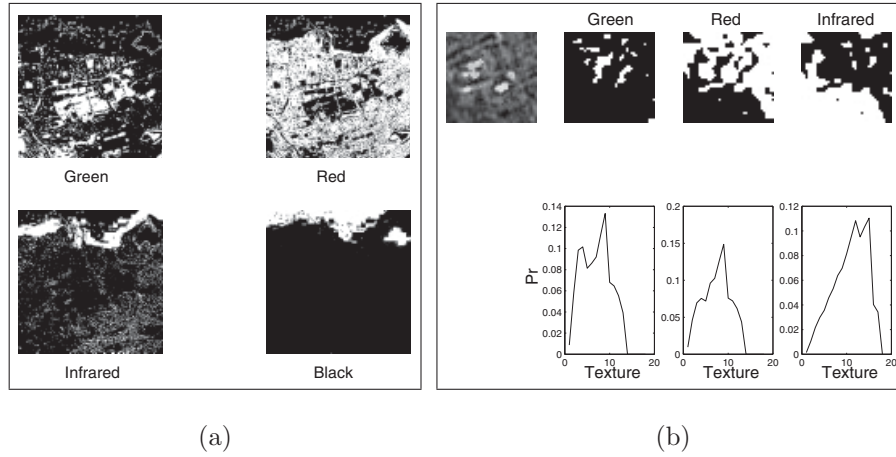 Green Red
Infrared Black
(a)
Green Red Infrared
0.14 0.12 0.1 0.08 0.06 0.04 0.02 0
Pr
0 10 20
Texture
0.2 0.15 0.1 0.05 0
0 10 20
Texture
0.12 0.1 0.08 0.06 0.04 0.02 0
0 10 20
Texture
(b)